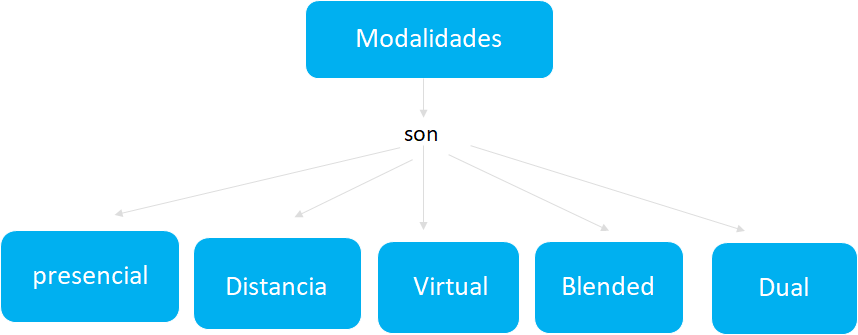 Modalidades
son
presencial
Distancia
Virtual
Blended
Dual